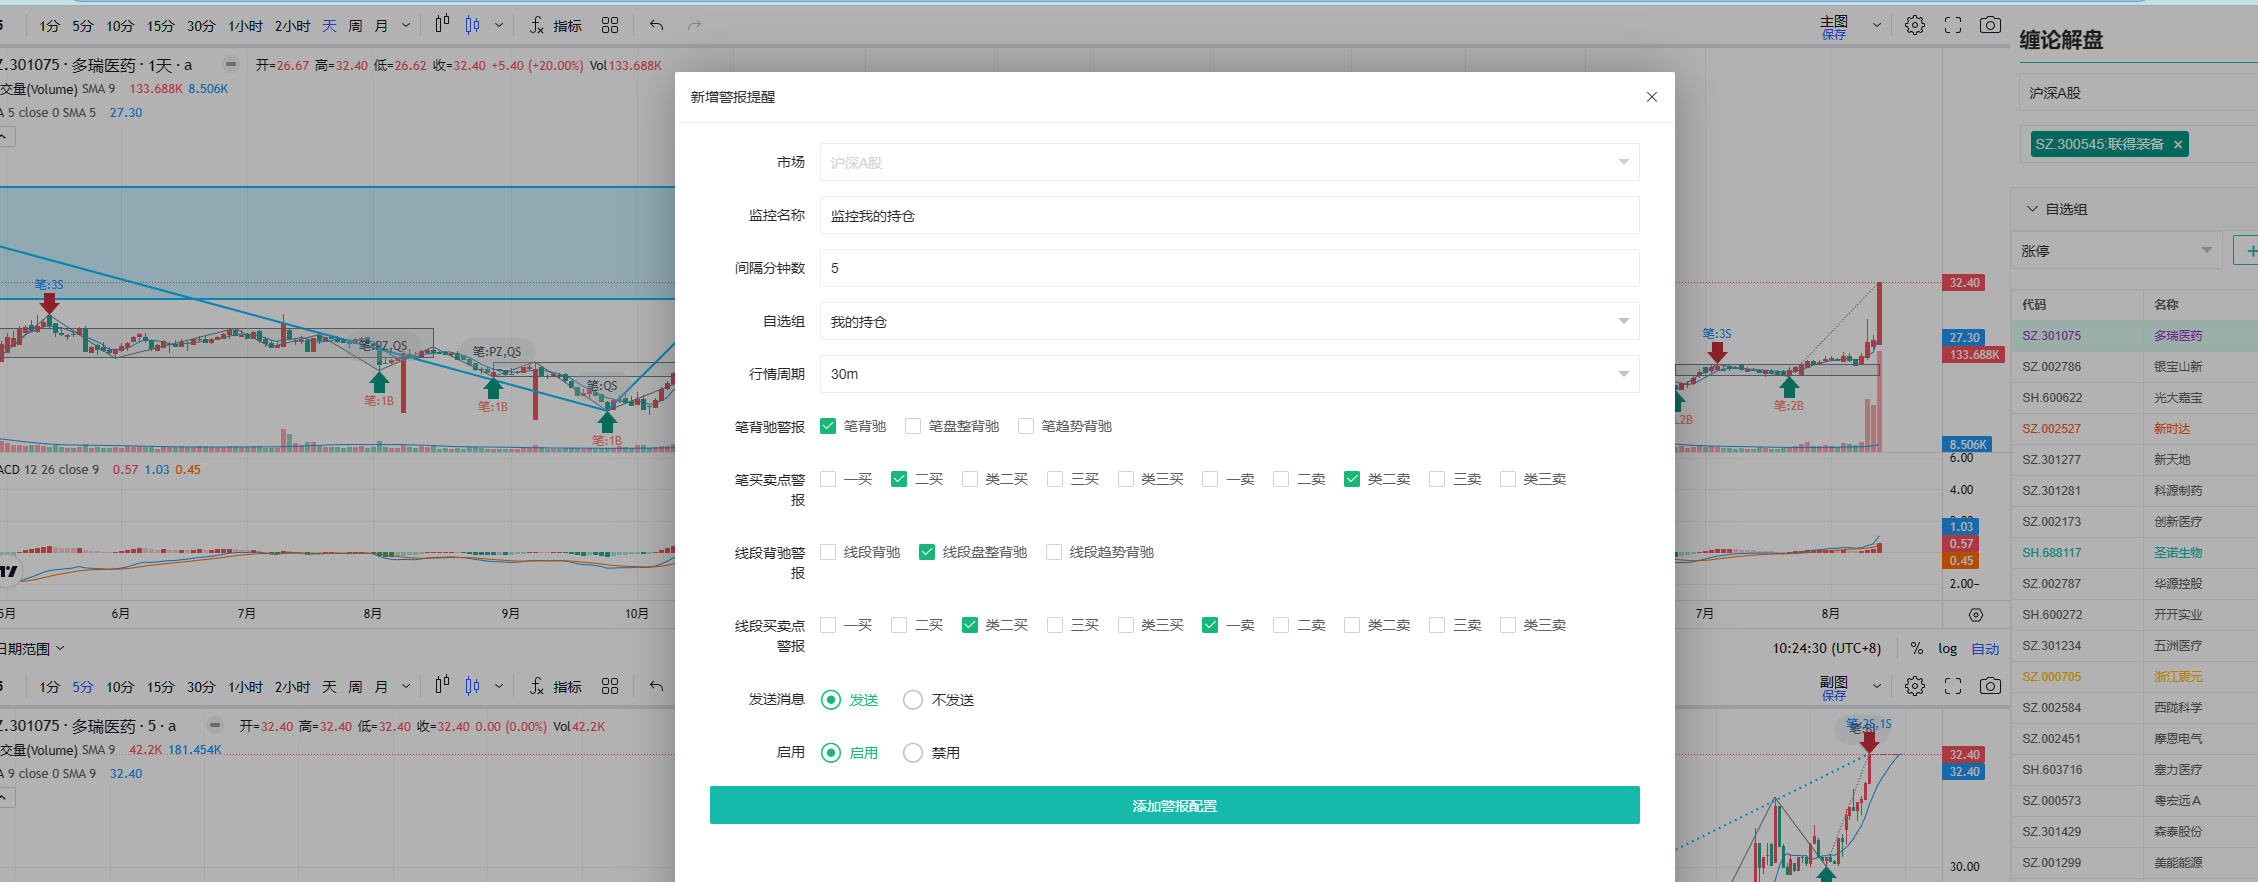 1分 5分 10分 15分 30分 1小时 2小时 天 周 月 指标
主图
保存
缠论解盘
Z.301075 · 多瑞医药 · 1天 · a 开=26.67 高=32.40 低=26.62 收=32.40 +5.40 (+20.00%) Vol133.688K
交量(Volume) SMA 9 133.688K 8.506K
A 5 close 0 SMA 5 27.30
沪深A股
SZ.300545:联得装备 ×
自选组
涨停
代码 名称
SZ.301075 多瑞医药
SZ.002786 银宝山新
SH.600622 光大嘉宝
SZ.002527 新时达
SZ.301277 新天地
SZ.301281 科源制药
SZ.002173 创新医疗
SH.688117 圣诺生物
SZ.002787 华源控股
SH.600272 开开实业
SZ.301234 五洲医疗
SZ.000705 浙江震元
SZ.002584 西陇科学
SZ.002451 摩恩电气
SH.603716 塞力医疗
SZ.000573 粤宏远A
SZ.301429 森泰股份
SZ.001299 美能能源
新增警报提醒
市场 沪深A股
监控名称 监控我的持仓
间隔分钟数 5
自选组 我的持仓
行情周期 30m
笔背驰警报 笔背驰 笔盘整背驰 笔趋势背驰
笔买卖点警报 一买 二买 类二买 三买 类三买 一卖 二卖 类二卖 三卖 类三卖
线段背驰警报 线段背驰 线段盘整背驰 线段趋势背驰
线段买卖点警报 一买 二买 类二买 三买 类三买 一卖 二卖 类二卖 三卖 类三卖
发送消息 发送 不发送
启用 启用 禁用
添加警报配置
笔:3S
笔:PZ,QS
笔:1B
笔:PZ,QS
笔:1B
笔:QS
笔:1B
笔:3S
笔:2B
32.40
27.30
133.688K
8.506K
6.00
4.00
1.03
0.57
0.45
2.00−
ACD 12 26 close 9 0.57 1.03 0.45
5月 6月 7月 8月 9月 10月 7月 8月
日期范围
10:24:30 (UTC+8) % log 自动
1分 5分 10分 15分 30分 1小时 2小时 天 周 月 指标
副图
保存
Z.301075 · 多瑞医药 · 5 · a 开=32.40 高=32.40 低=32.40 收=32.40 0.00 (0.00%) Vol42.2K
交量(Volume) SMA 9 42.2K 181.454K
A 9 close 0 SMA 9 32.40
笔:2S,1S
32.40
32.40
30.00